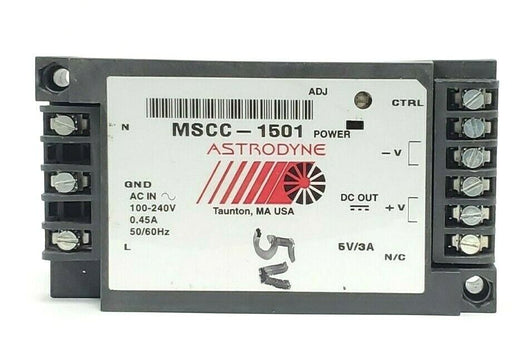 ADJ
CTRL
N
MSCC-1501
POWER
ASTRODYNE
-V
GND
AC IN
100-240V
0.45A
50/60Hz
Taunton, MA USA
DC OUT
+V
L
5V/3A
N/C
5V